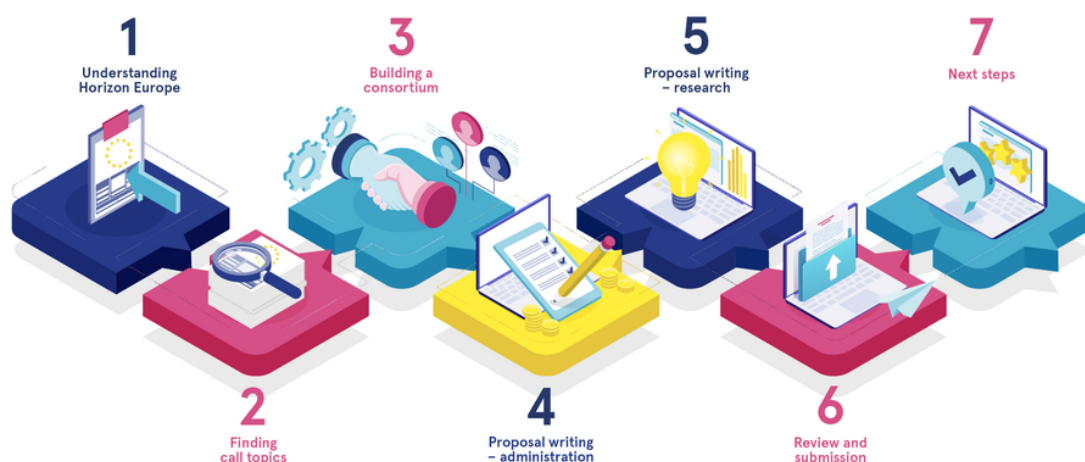 1
Understanding
Horizon Europe
2
Finding
call topics
3
Building a
consortium
4
Proposal writing
– administration
5
Proposal writing
– research
6
Review and
submission
7
Next steps